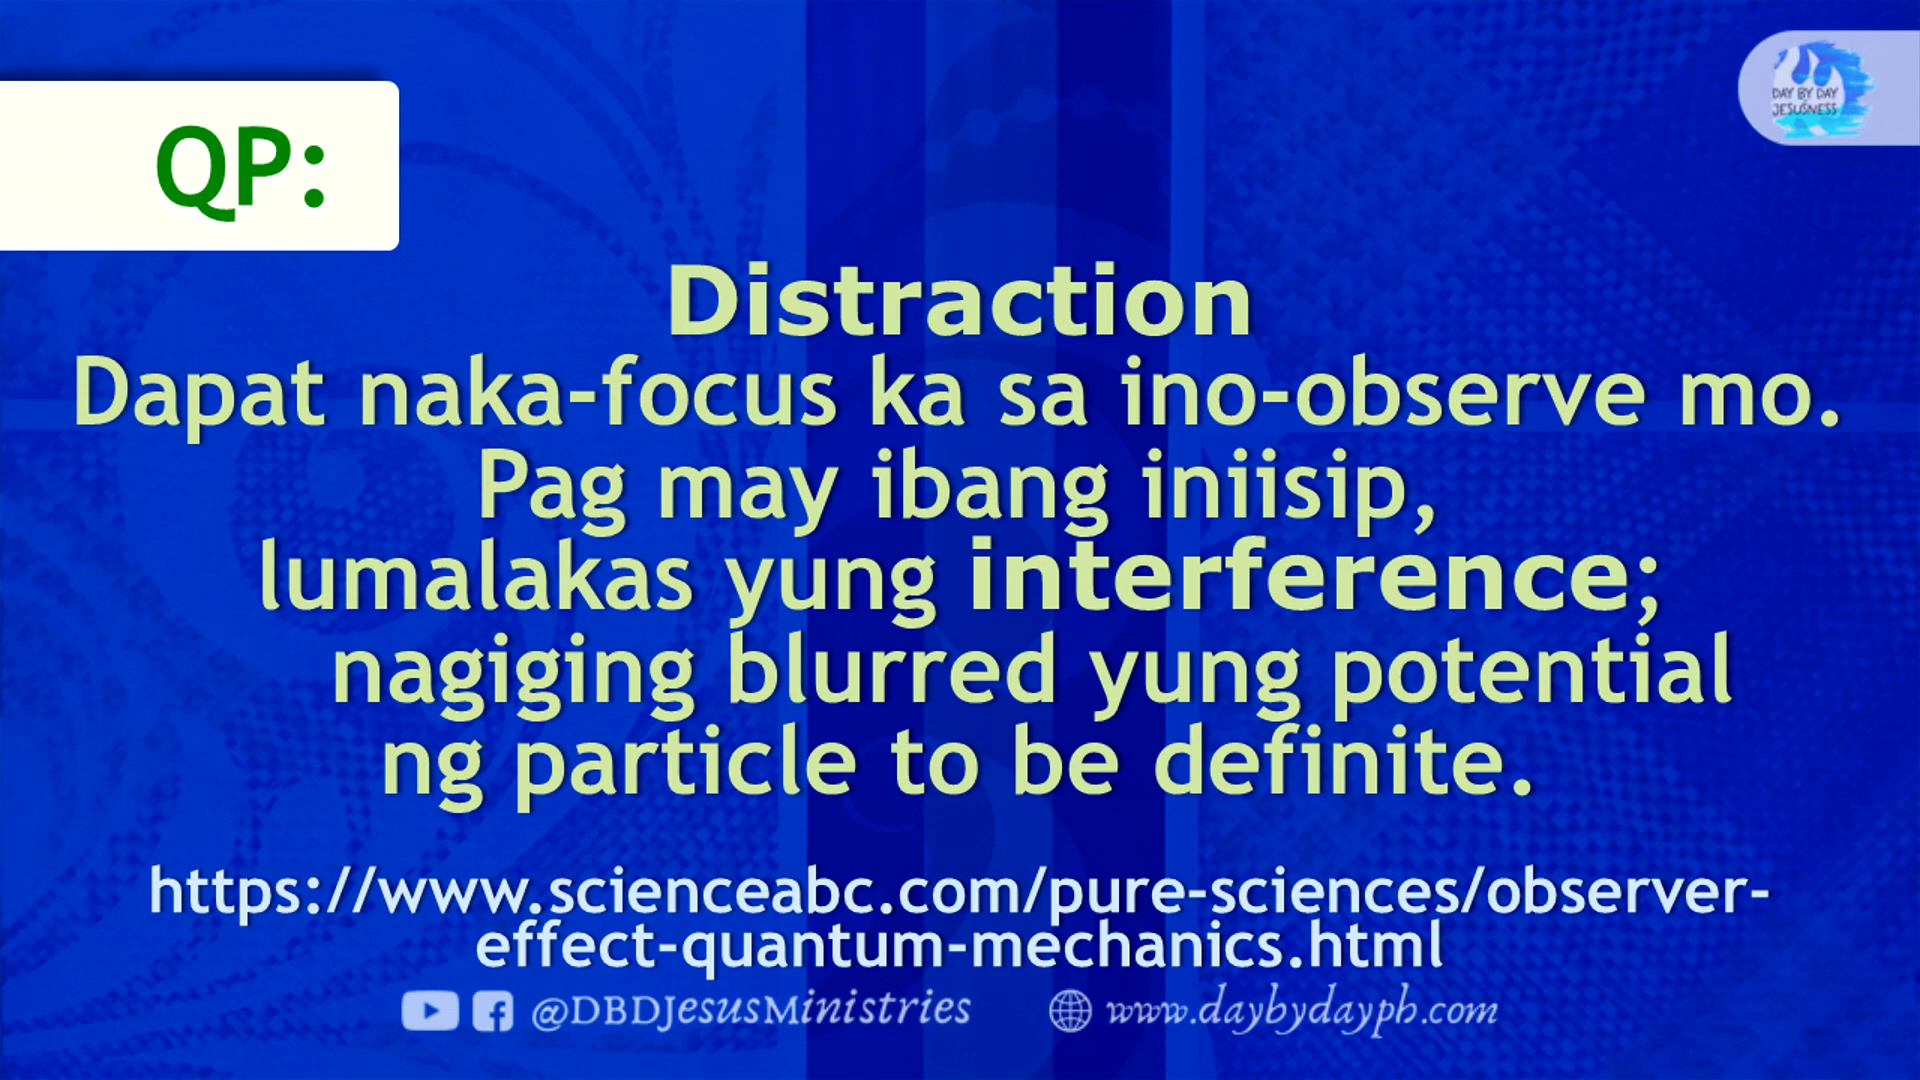 DAY BY DAY
JESUSNESS
QP:
Distraction
Dapat naka-focus ka sa ino-observe mo.
Pag may ibang iniisip,
lumalakas yung interference;
nagiging blurred yung potential
ng particle to be definite.
https://www.scienceabc.com/pure-sciences/observer-
effect-quantum-mechanics.html
@DBDJesusMinistries www.daybydayph.com